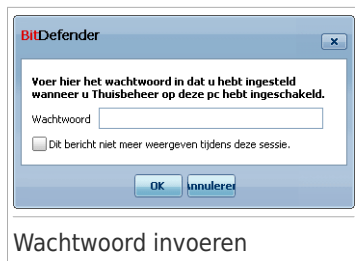 BitDefender
Voer hier het wachtwoord in dat u hebt ingesteld
wanneer u Thuisbeheer op deze pc hebt ingeschakeld.
Wachtwoord
Dit bericht niet meer weergeven tijdens deze sessie.
OK
Annuleren
Wachtwoord invoeren